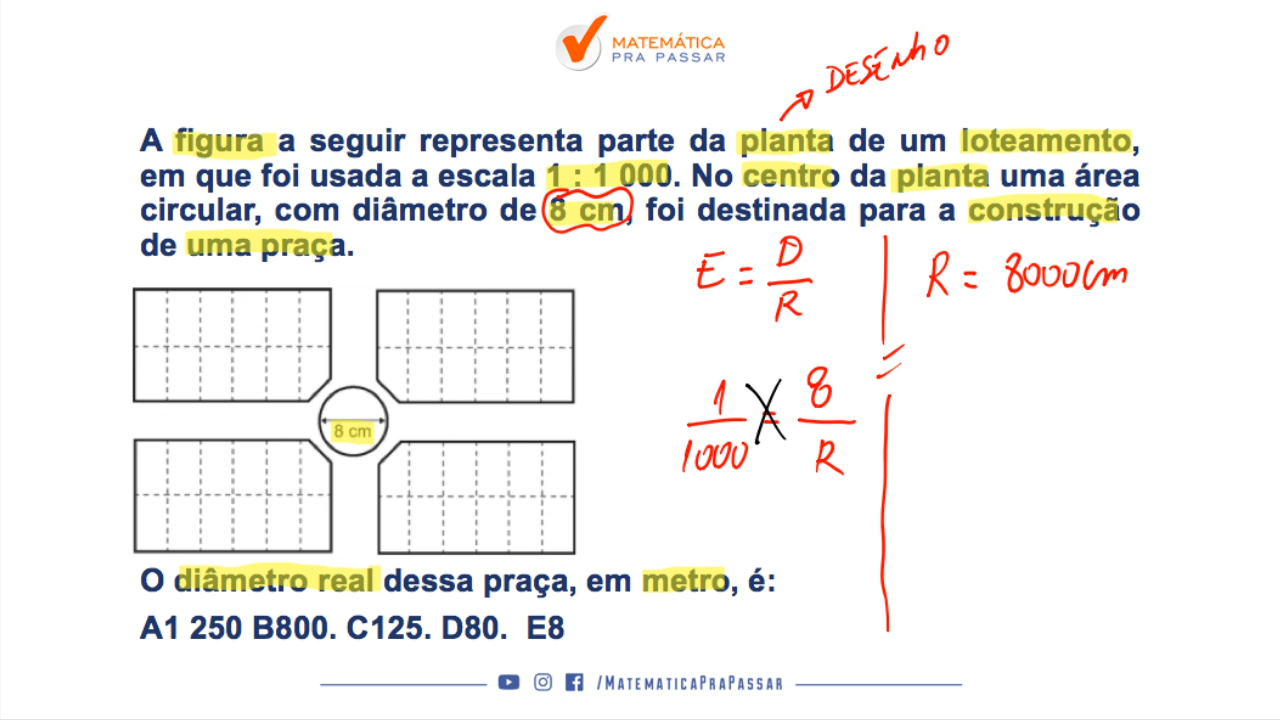 MATEMÁTICA
PRA PASSAR
DESENHO
A figura a seguir representa parte da planta de um loteamento,
em que foi usada a escala 1 : 1 000. No centro da planta uma área
circular, com diâmetro de 8 cm, foi destinada para a construção
de uma praça.
E = D/R
R = 8000cm
1/1000 = 8/R
8 cm
O diâmetro real dessa praça, em metro, é:
A1 250 B800. C125. D80. E8
/MATEMATICAPRAPASSAR